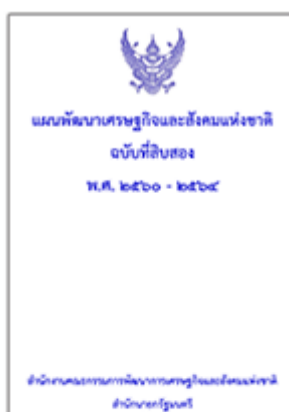 แผนพัฒนาเศรษฐกิจและสังคมแห่งชาติ
ฉบับที่สิบสอง
พ.ศ. ๒๕๖๐ - ๒๕๖๔
สำนักงานคณะกรรมการพัฒนาการเศรษฐกิจและสังคมแห่งชาติ
สำนักนายกรัฐมนตรี